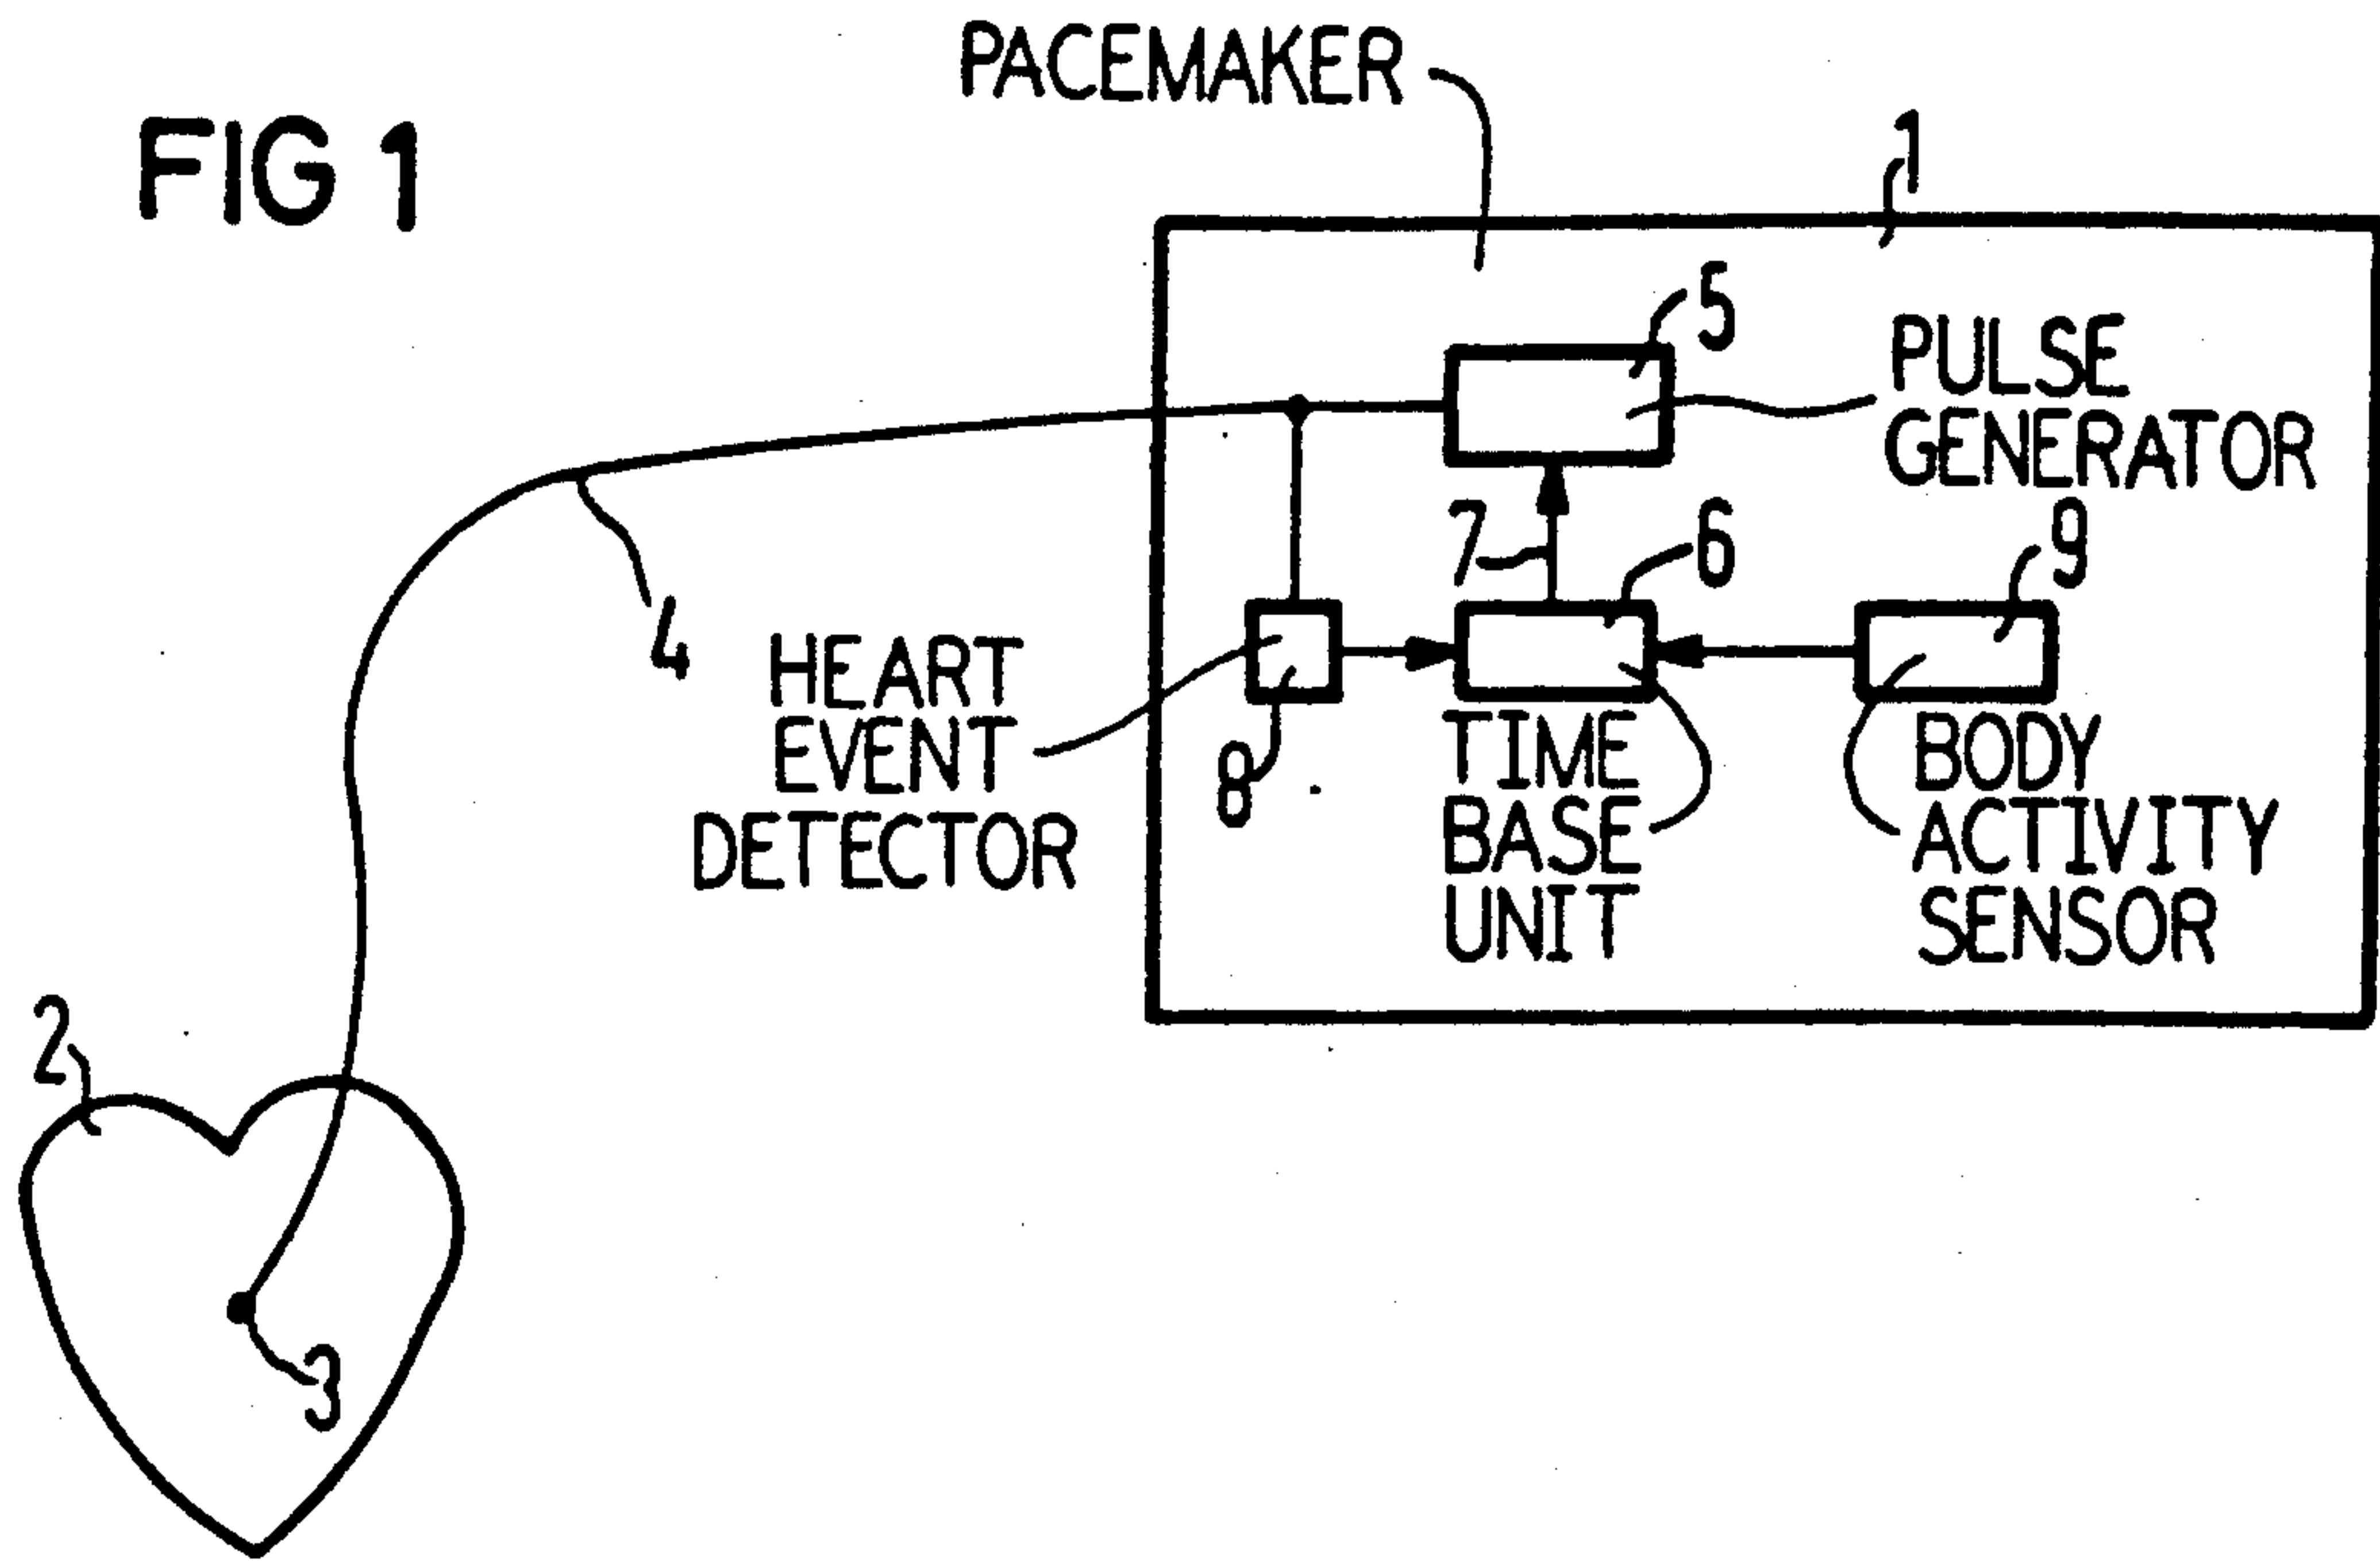 PACEMAKER
FIG 1
1
5
PULSE
GENERATOR
7
6
9
4
HEART
EVENT
DETECTOR
8
TIME
BASE
UNIT
BODY
ACTIVITY
SENSOR
2
3